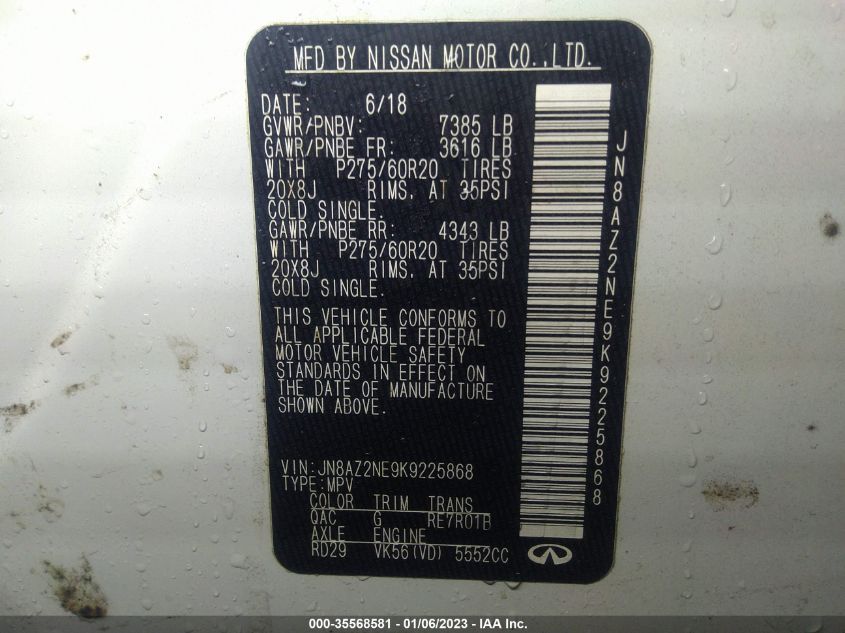 MFD BY NISSAN MOTOR CO.,LTD.
DATE: 6/18
GVWR/PNBV: 7385 LB
GAWR/PNBE FR: 3616 LB
WITH P275/60R20 TIRES
20X8J RIMS, AT 35PSI
COLD SINGLE.
GAWR/PNBE RR: 4343 LB
WITH P275/60R20 TIRES
20X8J RIMS, AT 35PSI
COLD SINGLE.
THIS VEHICLE CONFORMS TO
ALL APPLICABLE FEDERAL
MOTOR VEHICLE SAFETY
STANDARDS IN EFFECT ON
THE DATE OF MANUFACTURE
SHOWN ABOVE.
VIN:JN8AZ2NE9K9225868
TYPE:MPV
COLOR TRIM TRANS
QAC G RE7R01B
AXLE ENGINE
RD29 VK56(VD) 5552CC
JN8AZ2NE9K9225868
000-35568581 - 01/06/2023 - IAA Inc.